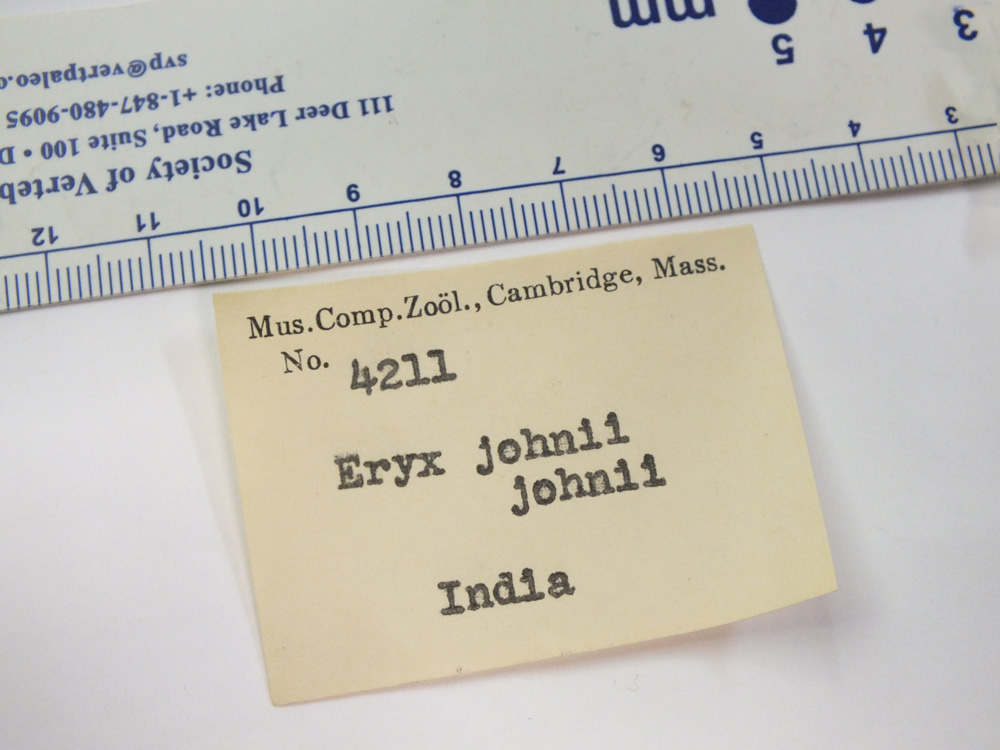 Mus.Comp.Zoöl., Cambridge, Mass.
No. 4211
Eryx johnii
johnii
India
mm
5 4 3
12 11 10 9 8 7 6 5 4 3
Society of Verteb
111 Deer Lake Road, Suite 100 • D
Phone: +1-847-480-9095
svp@vertpaleo.o